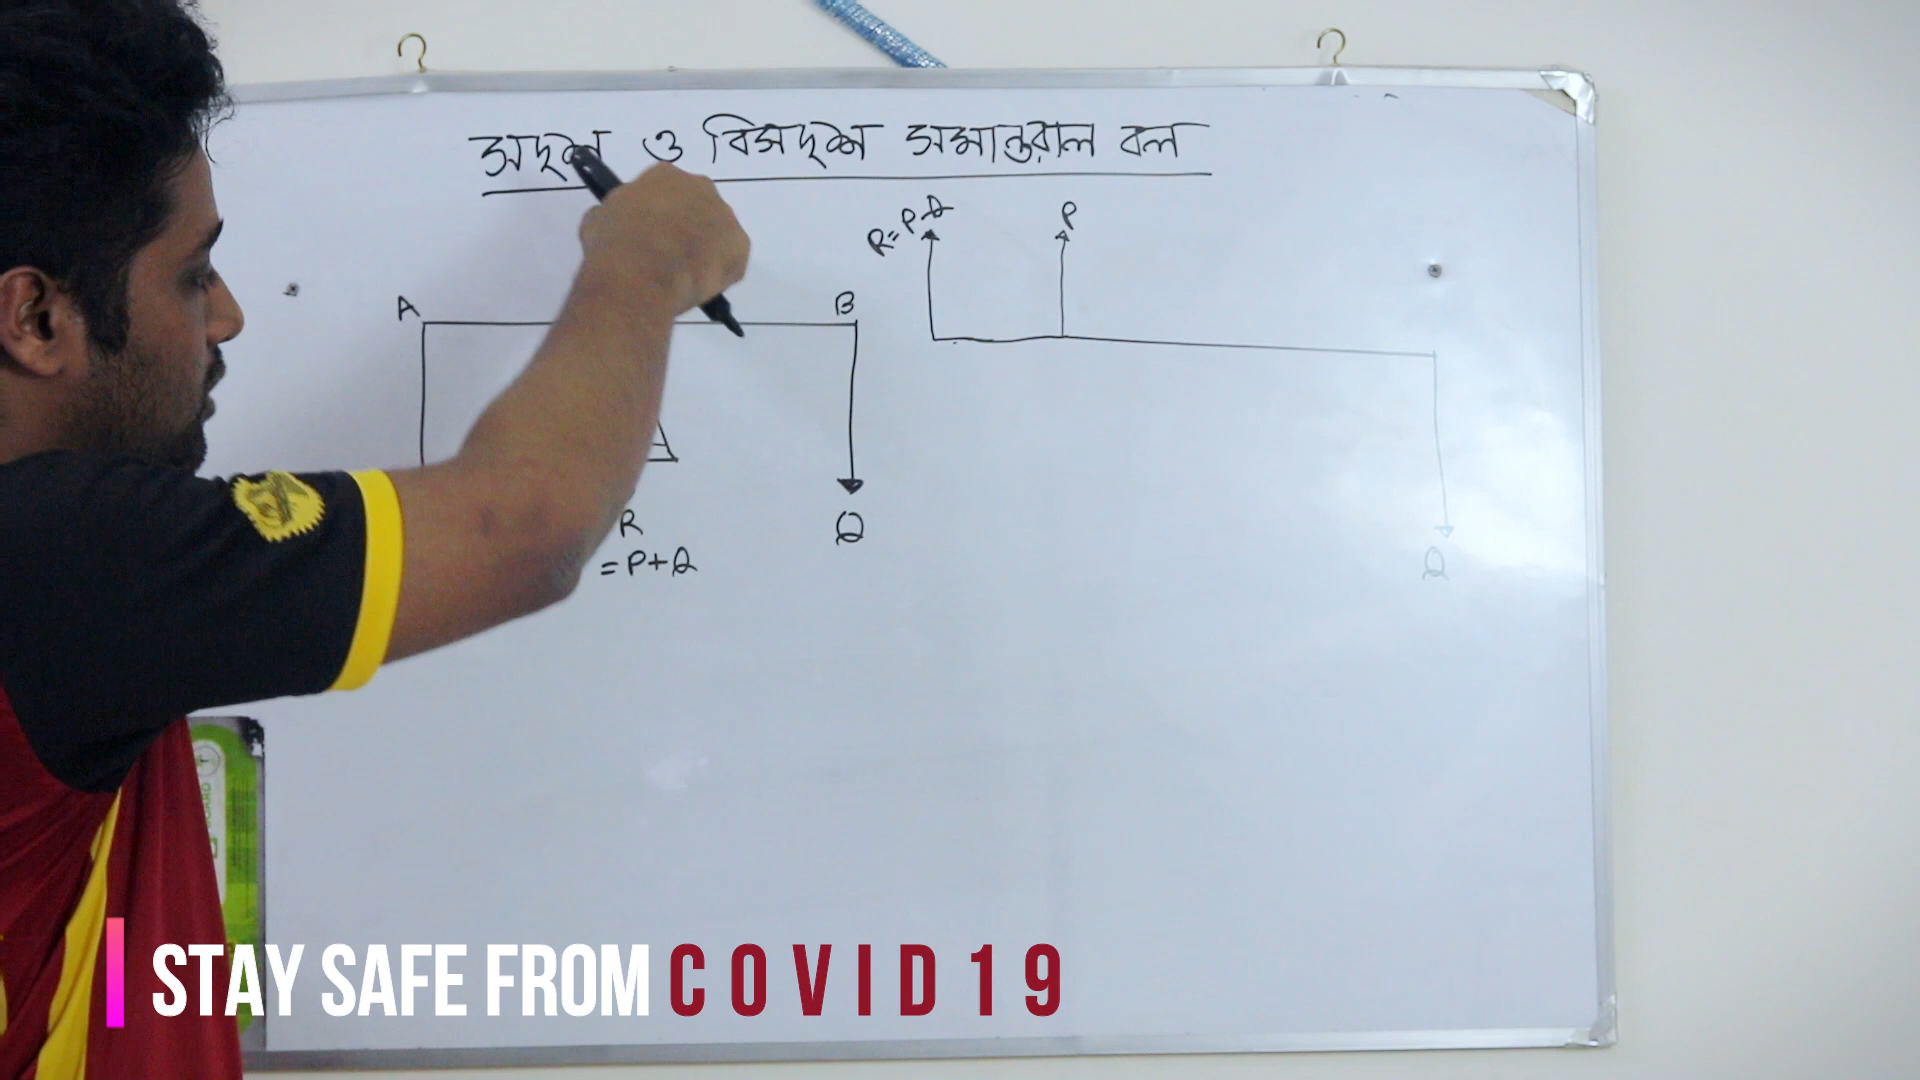 সদৃশ ও বিসদৃশ সমান্তরাল বল
A
B
R
= P+Q
Q
R= P Q
P
Q
STAY SAFE FROM COVID19